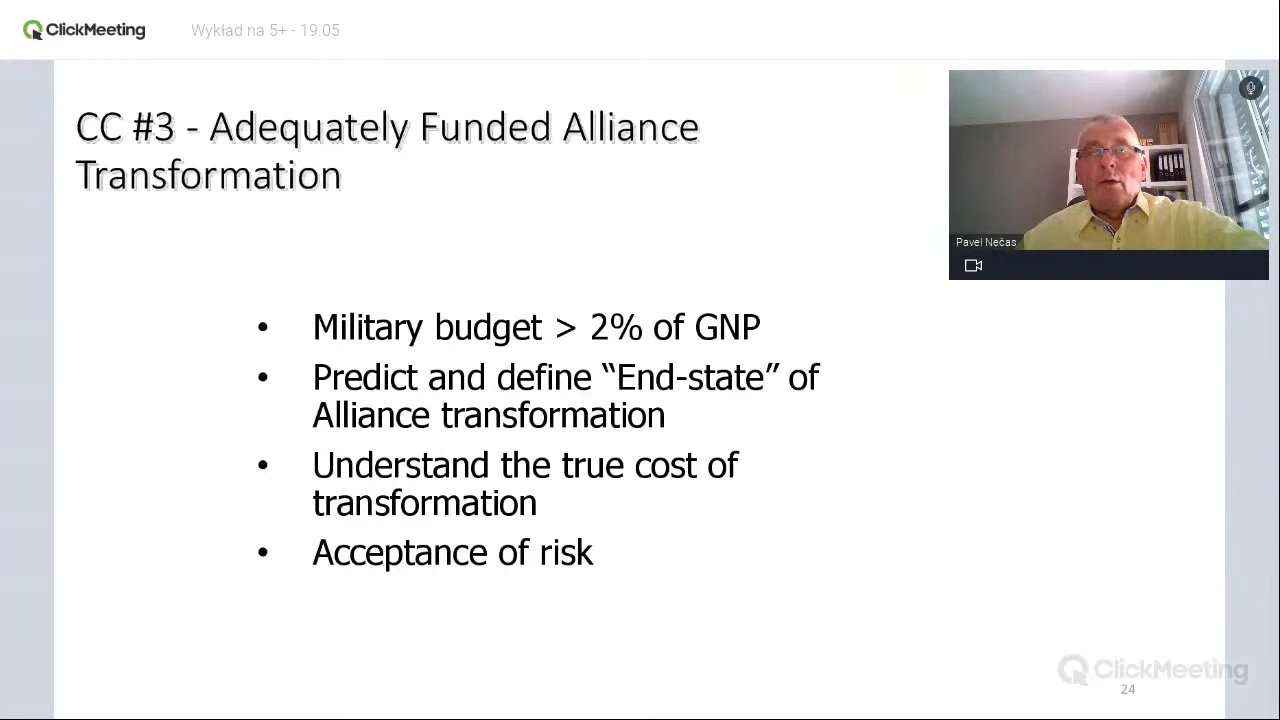 ClickMeeting
Wykład na 5+ - 19.05
CC #3 - Adequately Funded Alliance
Transformation
Pavel Nečas
• Military budget > 2% of GNP
• Predict and define “End-state” of
Alliance transformation
• Understand the true cost of
transformation
• Acceptance of risk
ClickMeeting
24